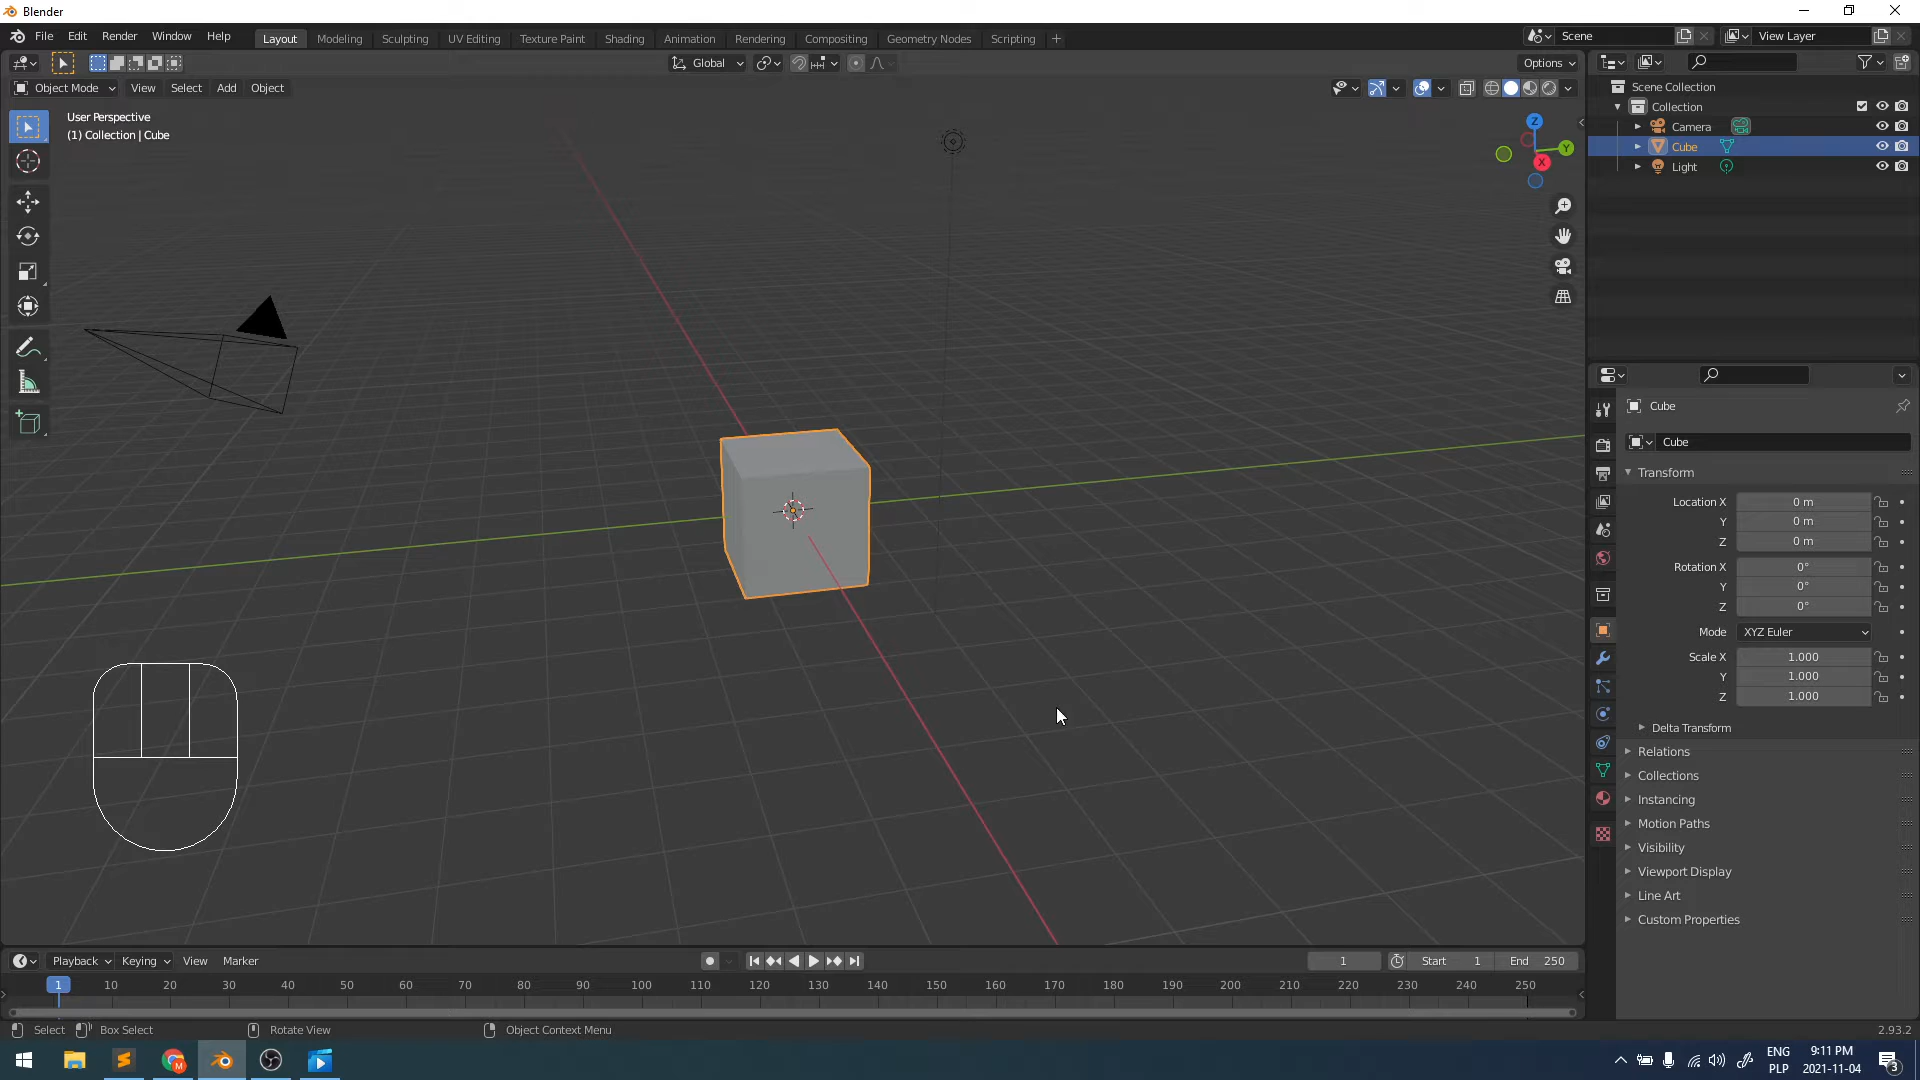 Blender
File Edit Render Window Help Layout Modeling Sculpting UV Editing Texture Paint Shading Animation Rendering Compositing Geometry Nodes Scripting + Scene View Layer
Global Options
Object Mode View Select Add Object
User Perspective
(1) Collection | Cube
Z
Y
X
Scene Collection
Collection
Camera
Cube
Light
Cube
Cube
Transform
Location X 0 m
Y 0 m
Z 0 m
Rotation X 0°
Y 0°
Z 0°
Mode XYZ Euler
Scale X 1.000
Y 1.000
Z 1.000
Delta Transform
Relations
Collections
Instancing
Motion Paths
Visibility
Viewport Display
Line Art
Custom Properties
Playback Keying View Marker 1 Start 1 End 250
1 10 20 30 40 50 60 70 80 90 100 110 120 130 140 150 160 170 180 190 200 210 220 230 240 250
Select Box Select Rotate View Object Context Menu 2.93.2
M
ENG 9:11 PM
PLP 2021-11-04
3